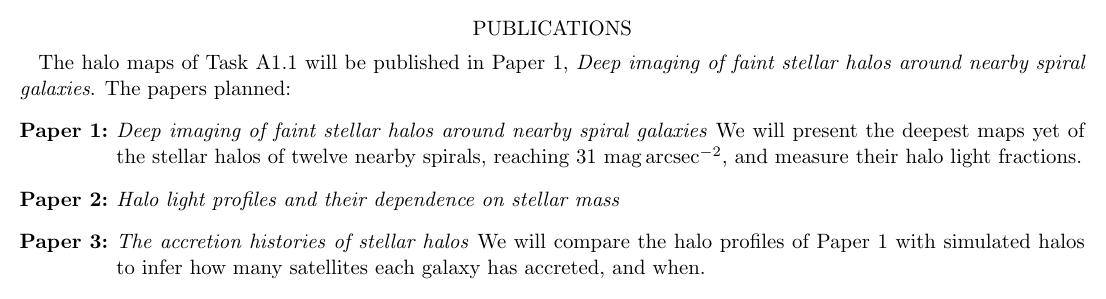 PUBLICATIONS
The halo maps of Task A1.1 will be published in Paper 1, Deep imaging of faint stellar halos around nearby spiral
galaxies. The papers planned:
Paper 1: Deep imaging of faint stellar halos around nearby spiral galaxies We will present the deepest maps yet of
the stellar halos of twelve nearby spirals, reaching 31 mag arcsec⁻², and measure their halo light fractions.
Paper 2: Halo light profiles and their dependence on stellar mass
Paper 3: The accretion histories of stellar halos We will compare the halo profiles of Paper 1 with simulated halos
to infer how many satellites each galaxy has accreted, and when.